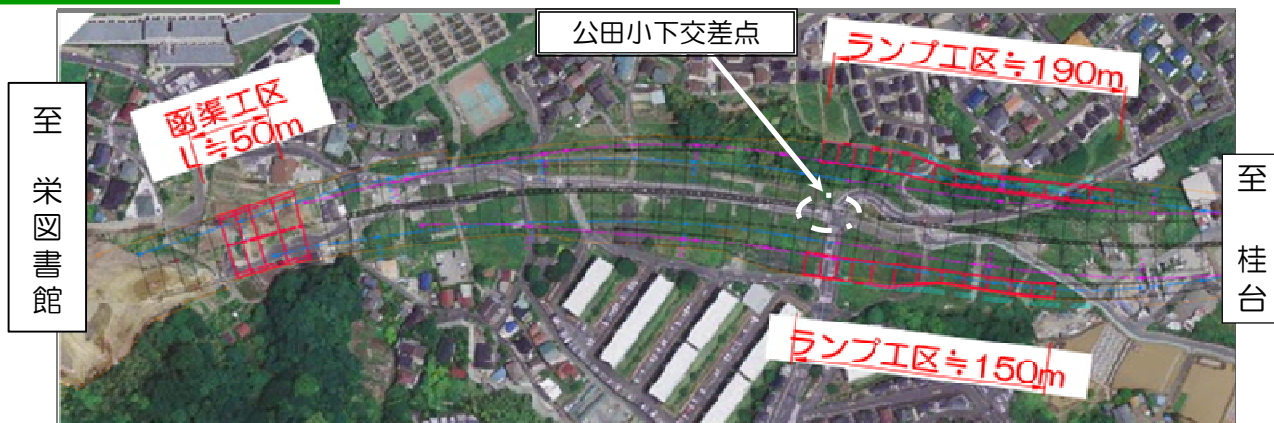 公田小下交差点
ランプ工区≒190m
函渠工区
≒50m
至 栄図書館
至 桂台
ランプ工区≒150m